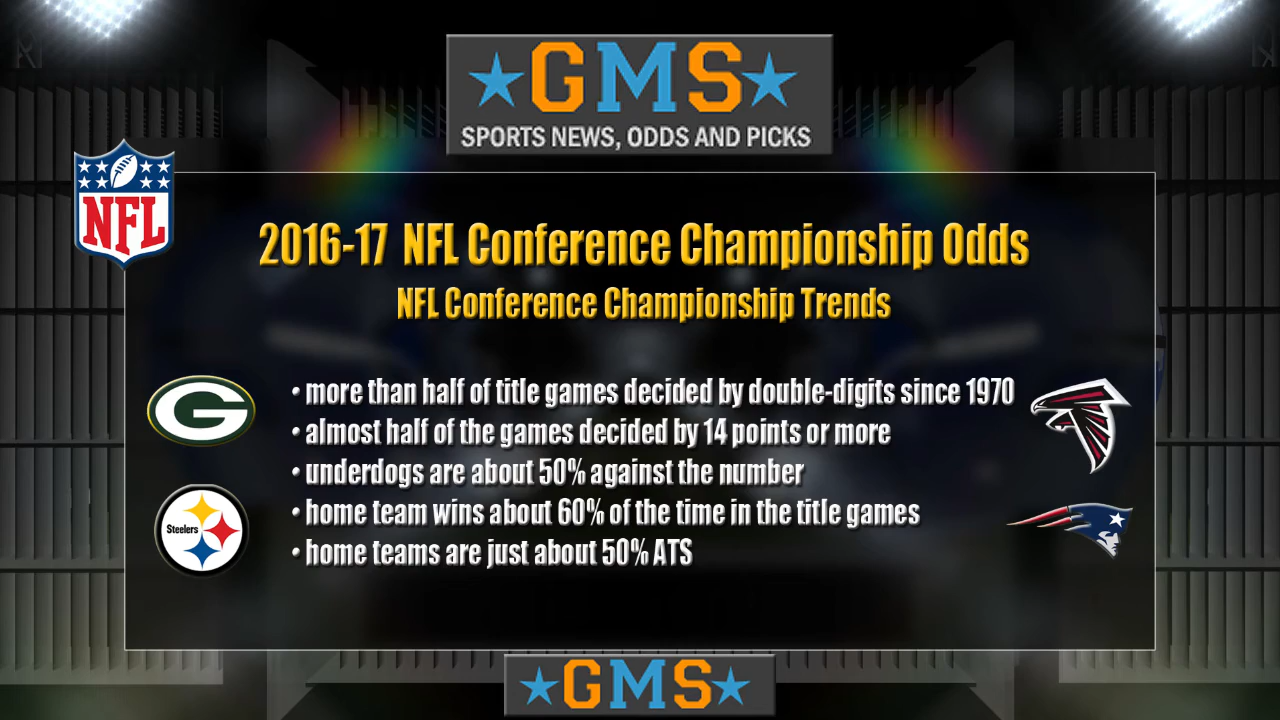 GMS
SPORTS NEWS, ODDS AND PICKS
NFL
2016-17 NFL Conference Championship Odds
NFL Conference Championship Trends
• more than half of title games decided by double-digits since 1970
• almost half of the games decided by 14 points or more
• underdogs are about 50% against the number
• home team wins about 60% of the time in the title games
• home teams are just about 50% ATS
G
Steelers
GMS